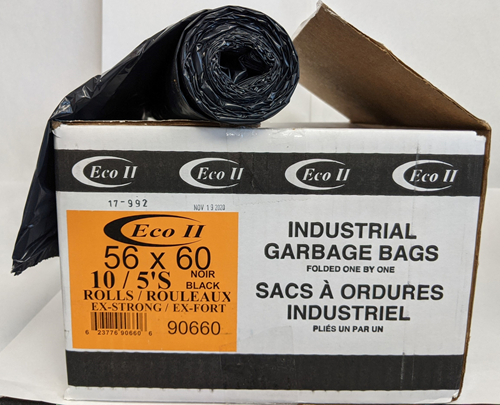 Eco II Eco II Eco II Eco II
17-992 NOV 19 2020
Eco II
56 x 60
10 / 5'S NOIR BLACK
ROLLS / ROULEAUX
EX-STRONG / EX-FORT
6 23776 90660 6
90660
INDUSTRIAL
GARBAGE BAGS
FOLDED ONE BY ONE
SACS À ORDURES
INDUSTRIEL
PLIÉS UN PAR UN